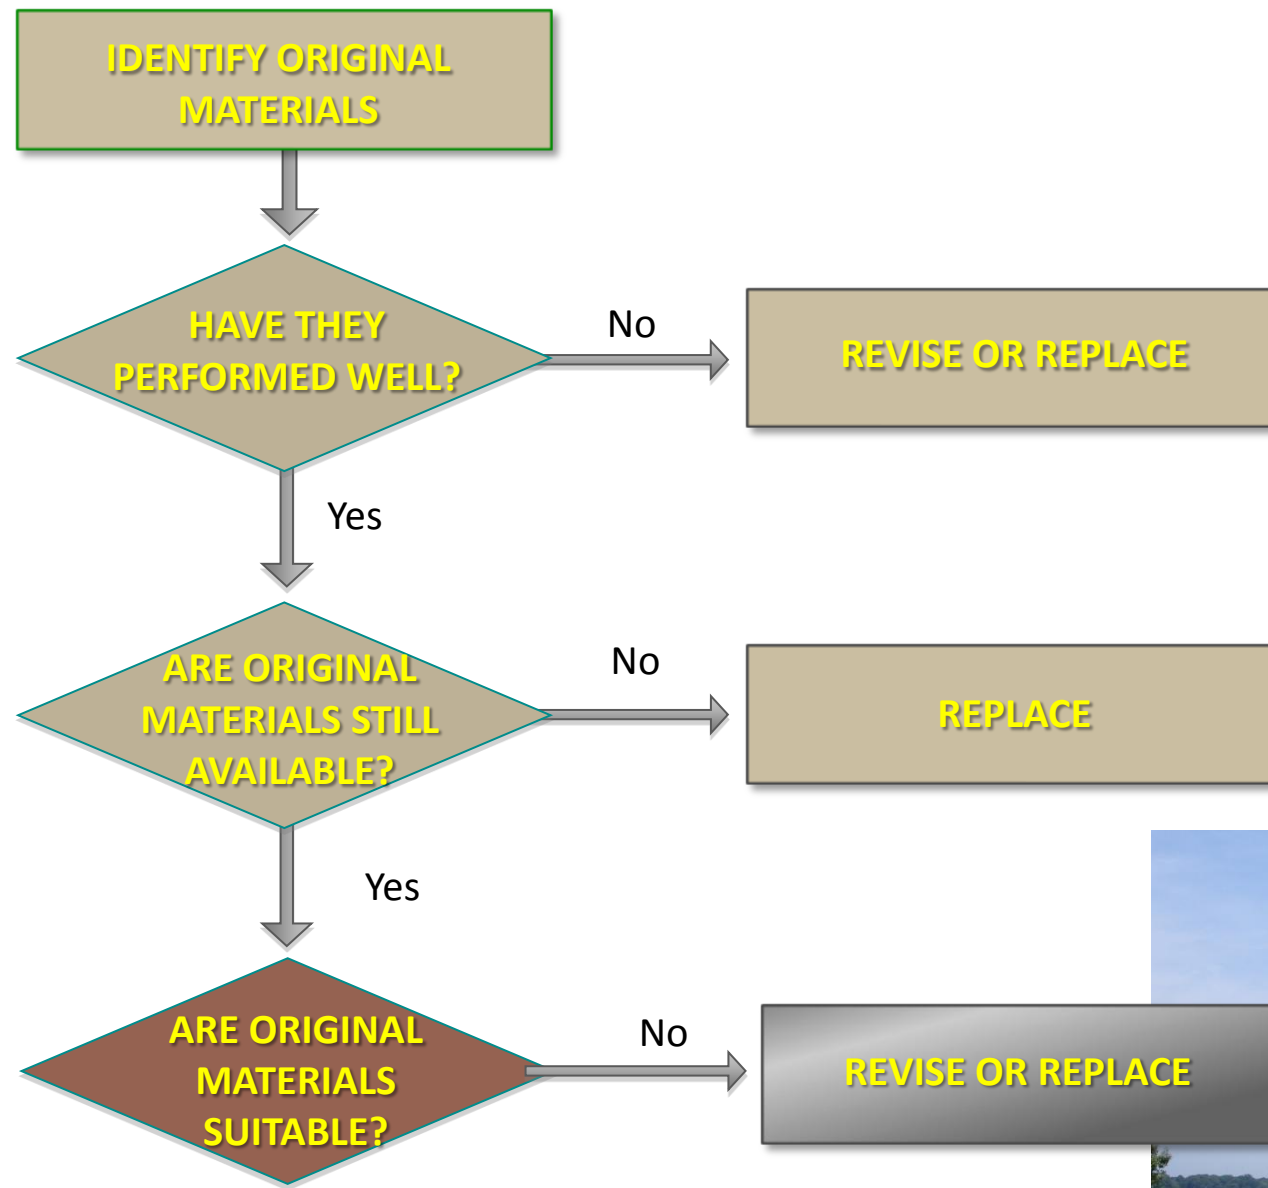 IDENTIFY ORIGINAL
MATERIALS
HAVE THEY
PERFORMED WELL?
No
REVISE OR REPLACE
Yes
ARE ORIGINAL
MATERIALS STILL
AVAILABLE?
No
REPLACE
Yes
ARE ORIGINAL
MATERIALS
SUITABLE?
No
REVISE OR REPLACE